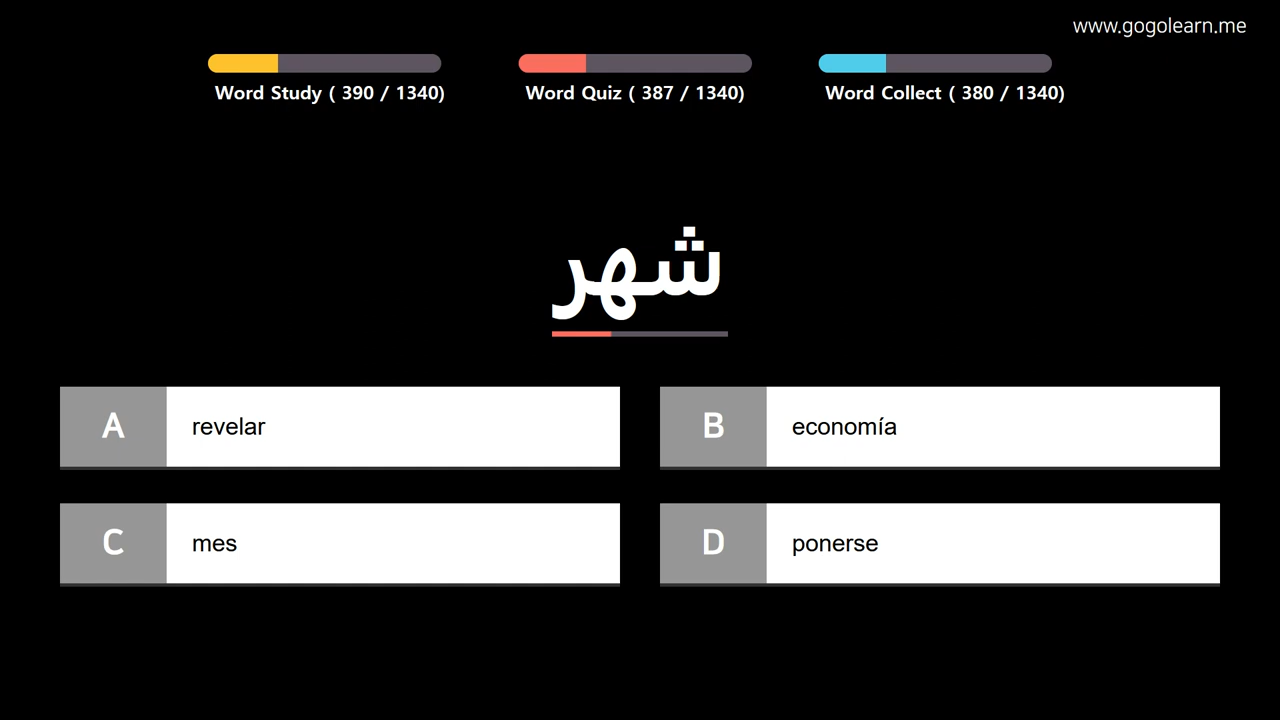 www.gogolearn.me
Word Study ( 390 / 1340)
Word Quiz ( 387 / 1340)
Word Collect ( 380 / 1340)
شهر
A revelar
B economía
C mes
D ponerse